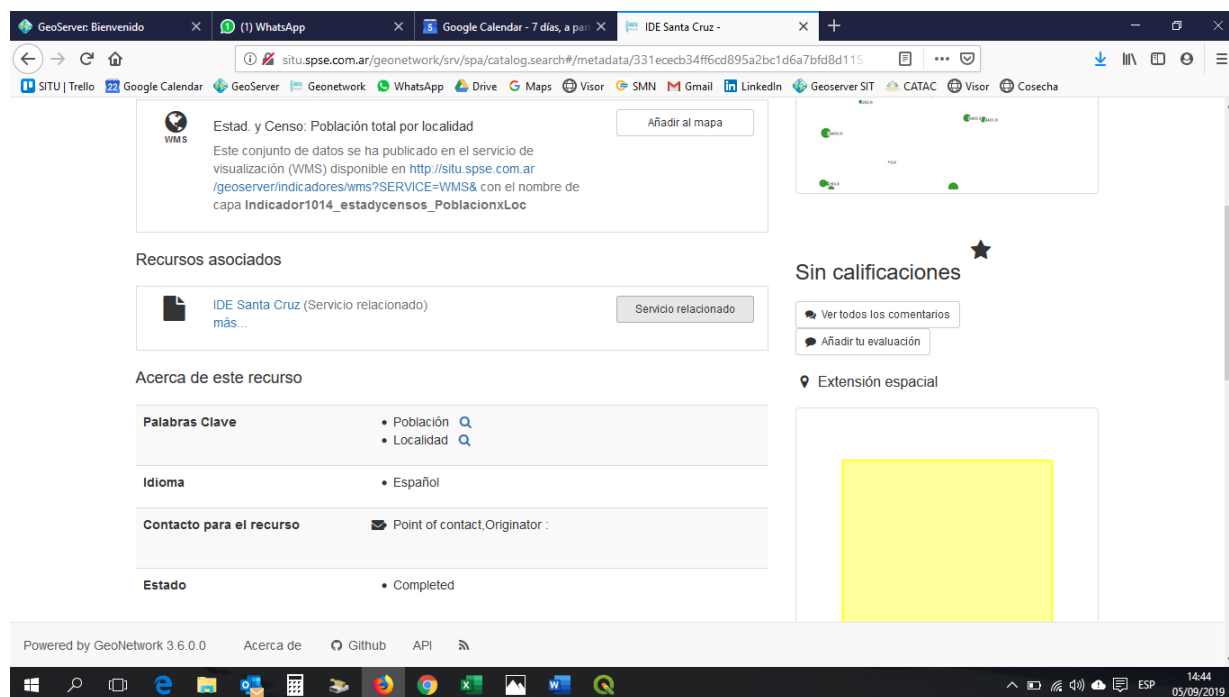 GeoServer: Bienvenido
(1) WhatsApp
5 Google Calendar - 7 días, a par
IDE Santa Cruz -
situ.spse.com.ar/geonetwork/srv/spa/catalog.search#/metadata/331ececb34ff6cd895a2bc1d6a7bfd8d115
SITU | Trello
22 Google Calendar
GeoServer
Geonetwork
WhatsApp
Drive
Maps
Visor
SMN
Gmail
LinkedIn
Geoserver SIT
CATAC
Visor
Cosecha
WMS
Estad. y Censo: Población total por localidad
Añadir al mapa
Este conjunto de datos se ha publicado en el servicio de
visualización (WMS) disponible en http://situ.spse.com.ar
/geoserver/indicadores/wms?SERVICE=WMS& con el nombre de
capa Indicador1014_estadycensos_PoblacionxLoc
Recursos asociados
IDE Santa Cruz (Servicio relacionado)
más...
Servicio relacionado
Acerca de este recurso
Palabras Clave
• Población
• Localidad
Idioma
• Español
Contacto para el recurso
Point of contact,Originator :
Estado
• Completed
Sin calificaciones
Ver todos los comentarios
Añadir tu evaluación
Extensión espacial
Powered by GeoNetwork 3.6.0.0
Acerca de
Github
API
ESP
14:44
05/09/2019